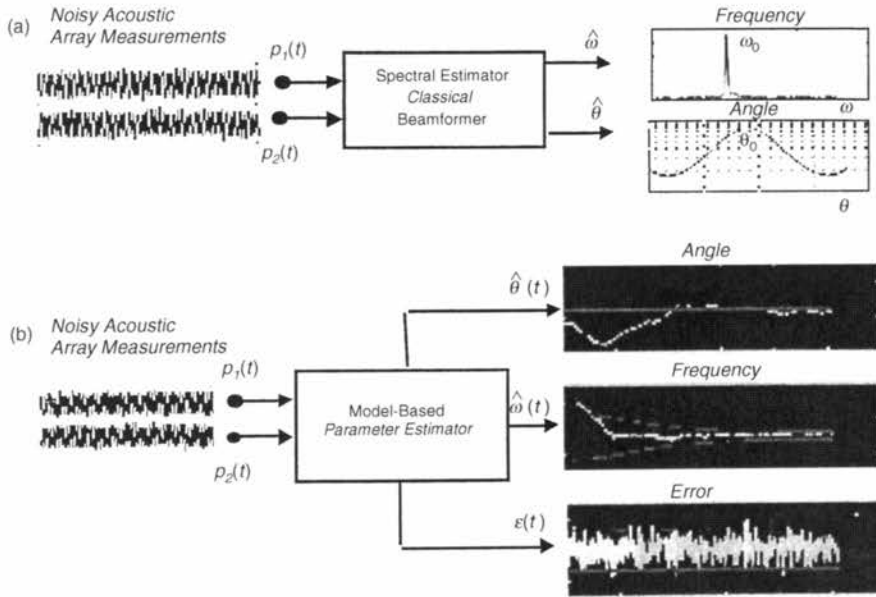 (a)
Noisy Acoustic
Array Measurements
p₁(t)
p₂(t)
Spectral Estimator
Classical
Beamformer
ω̂
θ̂
Frequency
ω₀
ω
Angle
θ₀
θ
(b)
Noisy Acoustic
Array Measurements
p₁(t)
p₂(t)
Model-Based
Parameter Estimator
θ̂ (t)
ω̂ (t)
ε(t)
Angle
Frequency
Error